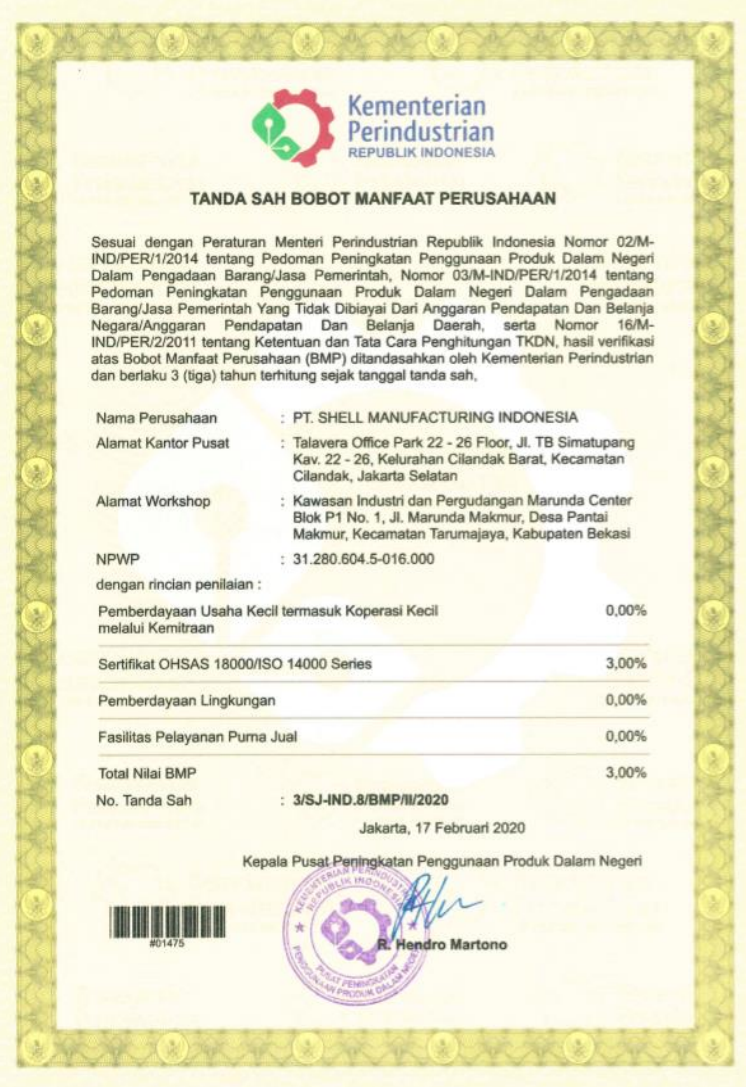 Kementerian
Perindustrian
REPUBLIK INDONESIA
TANDA SAH BOBOT MANFAAT PERUSAHAAN
Sesuai dengan Peraturan Menteri Perindustrian Republik Indonesia Nomor 02/M-
IND/PER/1/2014 tentang Pedoman Peningkatan Penggunaan Produk Dalam Negeri
Dalam Pengadaan Barang/Jasa Pemerintah, Nomor 03/M-IND/PER/1/2014 tentang
Pedoman Peningkatan Penggunaan Produk Dalam Negeri Dalam Pengadaan
Barang/Jasa Pemerintah Yang Tidak Dibiayai Dari Anggaran Pendapatan Dan Belanja
Negara/Anggaran Pendapatan Dan Belanja Daerah, serta Nomor 16/M-
IND/PER/2/2011 tentang Ketentuan dan Tata Cara Penghitungan TKDN, hasil verifikasi
atas Bobot Manfaat Perusahaan (BMP) ditandasahkan oleh Kementerian Perindustrian
dan berlaku 3 (tiga) tahun terhitung sejak tanggal tanda sah,
Nama Perusahaan : PT. SHELL MANUFACTURING INDONESIA
Alamat Kantor Pusat : Talavera Office Park 22 - 26 Floor, Jl. TB Simatupang
Kav. 22 - 26, Kelurahan Cilandak Barat, Kecamatan
Cilandak, Jakarta Selatan
Alamat Workshop : Kawasan Industri dan Pergudangan Marunda Center
Blok P1 No. 1, Jl. Marunda Makmur, Desa Pantai
Makmur, Kecamatan Tarumajaya, Kabupaten Bekasi
NPWP : 31.280.604.5-016.000
dengan rincian penilaian :
Pemberdayaan Usaha Kecil termasuk Koperasi Kecil 0,00%
melalui Kemitraan
Sertifikat OHSAS 18000/ISO 14000 Series 3,00%
Pemberdayaan Lingkungan 0,00%
Fasilitas Pelayanan Purna Jual 0,00%
Total Nilai BMP 3,00%
No. Tanda Sah : 3/SJ-IND.8/BMP/II/2020
Jakarta, 17 Februari 2020
Kepala Pusat Peningkatan Penggunaan Produk Dalam Negeri
KEMENTERIAN PERINDUSTRIAN
REPUBLIK INDONESIA
PUSAT PENINGKATAN
PENGGUNAAN PRODUK DALAM NEGERI
#01475
R. Hendro Martono